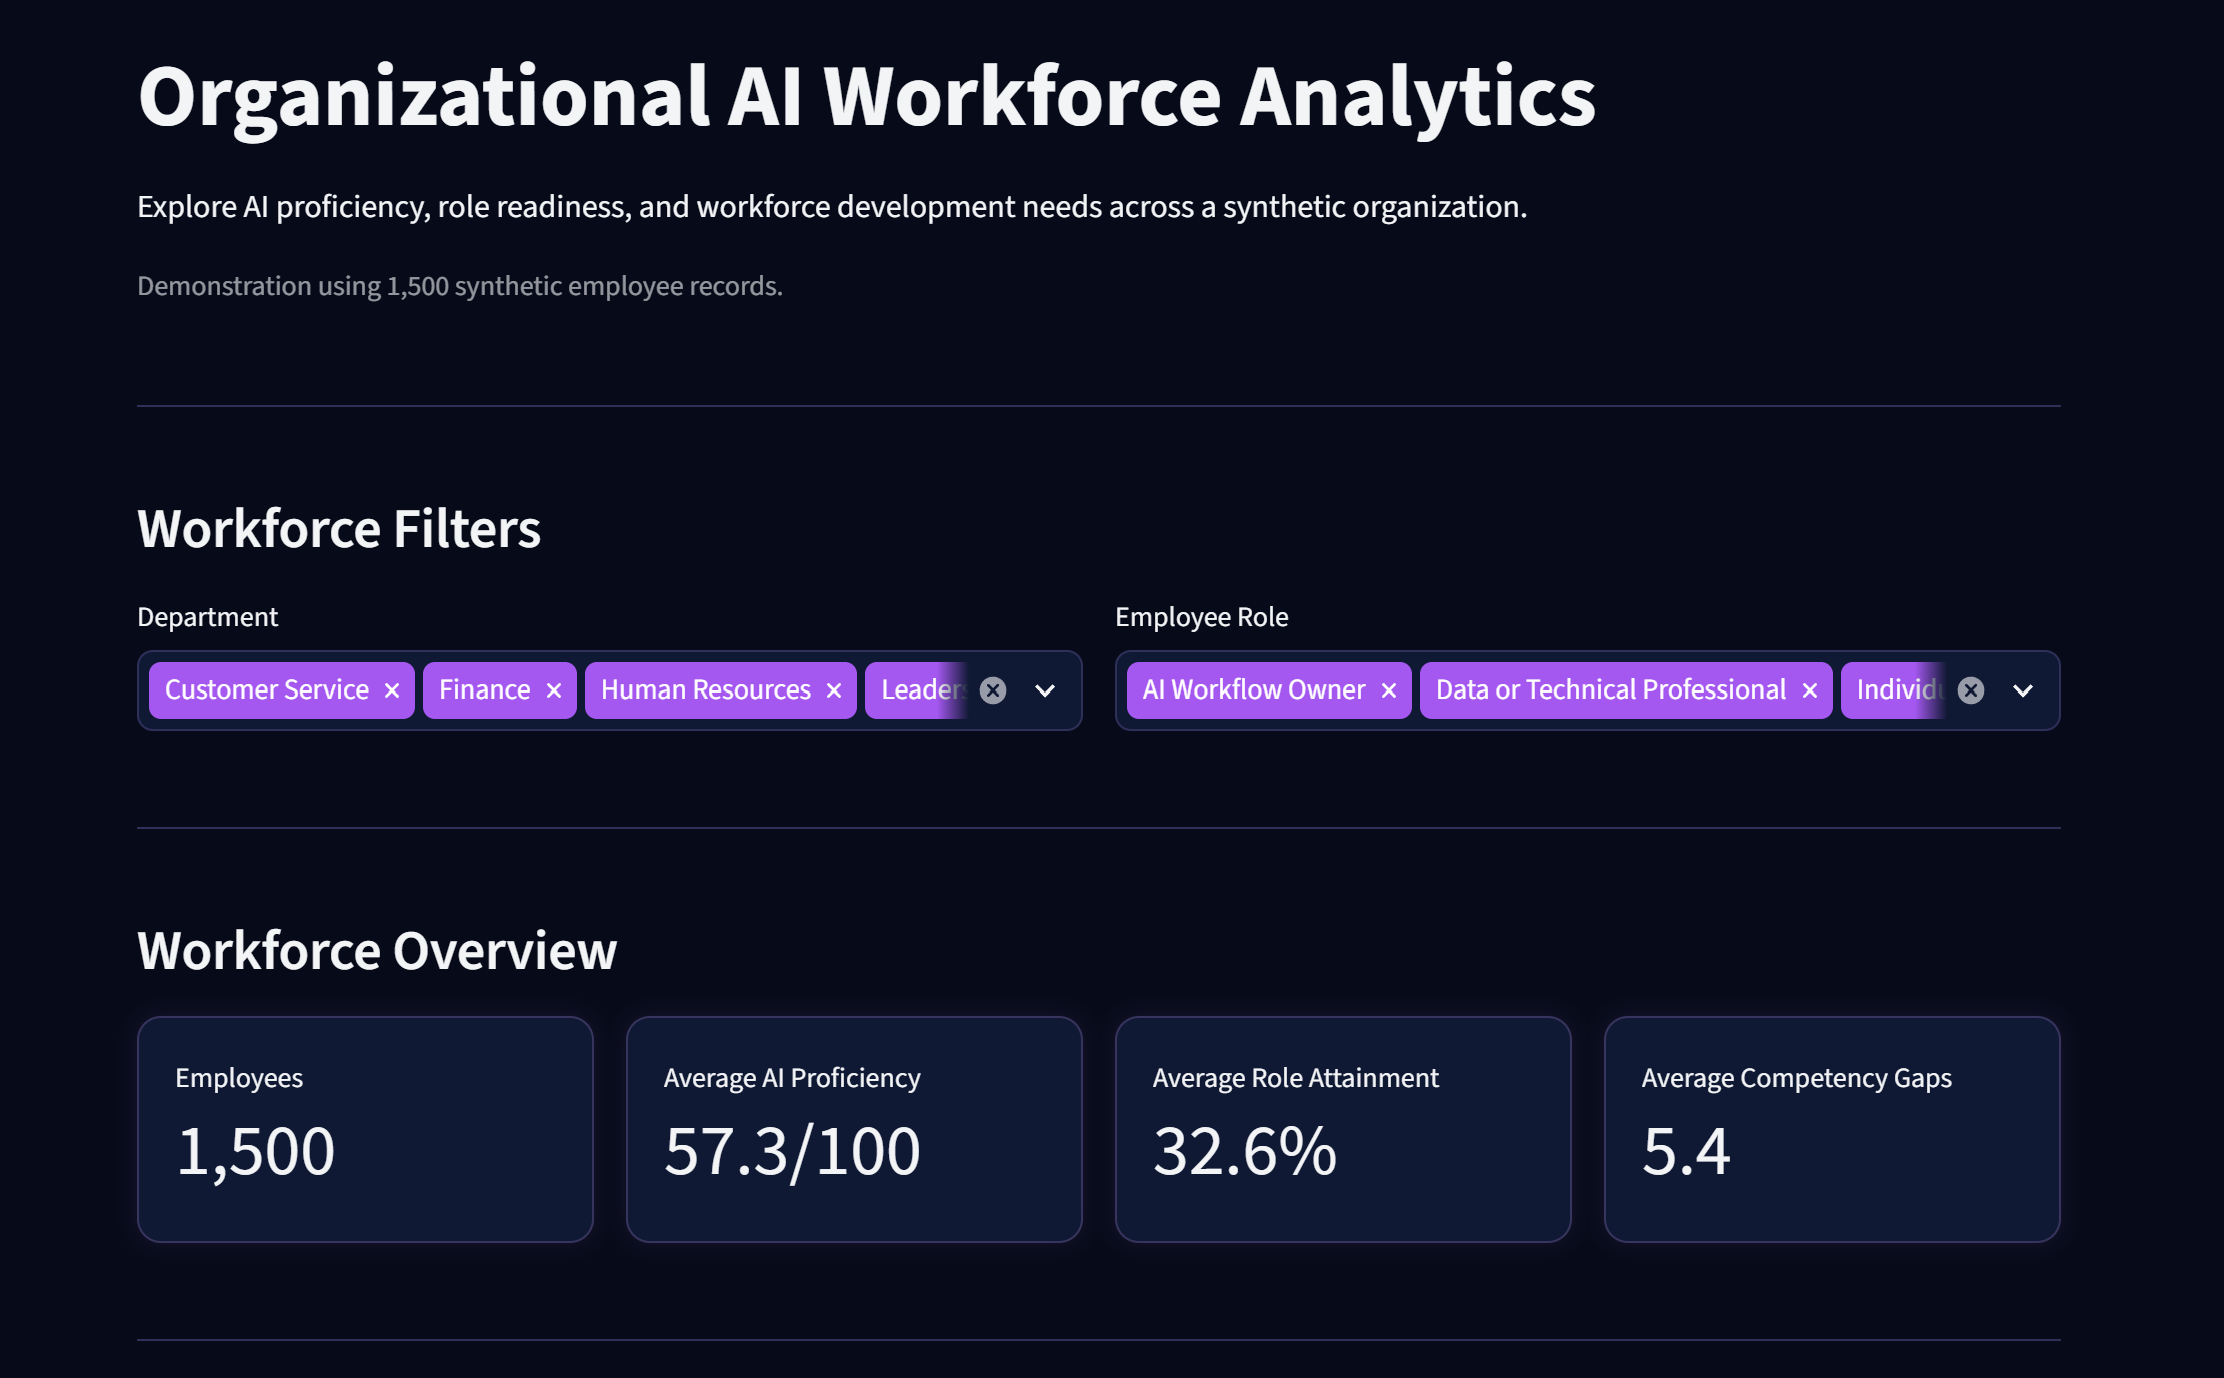 Organizational AI Workforce Analytics
Explore AI proficiency, role readiness, and workforce development needs across a synthetic organization.
Demonstration using 1,500 synthetic employee records.
Workforce Filters
Department
Employee Role
Customer Service
Finance
Human Resources
AI Workflow Owner
Data or Technical Professional
Workforce Overview
Employees
1,500
Average AI Proficiency
57.3/100
Average Role Attainment
32.6%
Average Competency Gaps
5.4